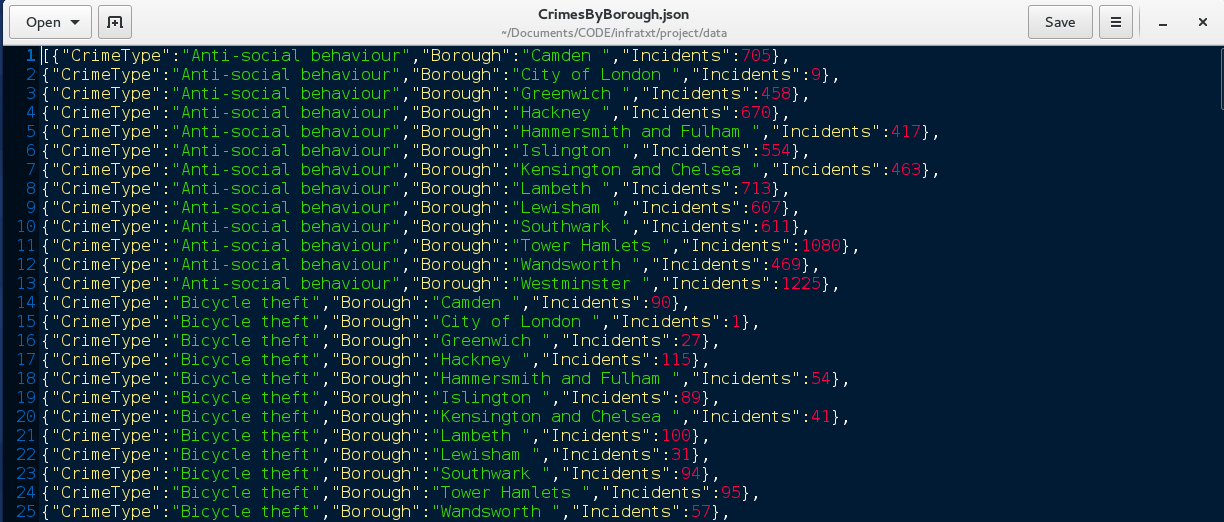 Open
CrimesByBorough.json
~/Documents/CODE/infratxt/project/data
Save
1 [{"CrimeType":"Anti-social behaviour","Borough":"Camden ","Incidents":705},
2 {"CrimeType":"Anti-social behaviour","Borough":"City of London ","Incidents":9},
3 {"CrimeType":"Anti-social behaviour","Borough":"Greenwich ","Incidents":458},
4 {"CrimeType":"Anti-social behaviour","Borough":"Hackney ","Incidents":670},
5 {"CrimeType":"Anti-social behaviour","Borough":"Hammersmith and Fulham ","Incidents":417},
6 {"CrimeType":"Anti-social behaviour","Borough":"Islington ","Incidents":554},
7 {"CrimeType":"Anti-social behaviour","Borough":"Kensington and Chelsea ","Incidents":463},
8 {"CrimeType":"Anti-social behaviour","Borough":"Lambeth ","Incidents":713},
9 {"CrimeType":"Anti-social behaviour","Borough":"Lewisham ","Incidents":607},
10 {"CrimeType":"Anti-social behaviour","Borough":"Southwark ","Incidents":611},
11 {"CrimeType":"Anti-social behaviour","Borough":"Tower Hamlets ","Incidents":1080},
12 {"CrimeType":"Anti-social behaviour","Borough":"Wandsworth ","Incidents":469},
13 {"CrimeType":"Anti-social behaviour","Borough":"Westminster ","Incidents":1225},
14 {"CrimeType":"Bicycle theft","Borough":"Camden ","Incidents":90},
15 {"CrimeType":"Bicycle theft","Borough":"City of London ","Incidents":1},
16 {"CrimeType":"Bicycle theft","Borough":"Greenwich ","Incidents":27},
17 {"CrimeType":"Bicycle theft","Borough":"Hackney ","Incidents":115},
18 {"CrimeType":"Bicycle theft","Borough":"Hammersmith and Fulham ","Incidents":54},
19 {"CrimeType":"Bicycle theft","Borough":"Islington ","Incidents":89},
20 {"CrimeType":"Bicycle theft","Borough":"Kensington and Chelsea ","Incidents":41},
21 {"CrimeType":"Bicycle theft","Borough":"Lambeth ","Incidents":100},
22 {"CrimeType":"Bicycle theft","Borough":"Lewisham ","Incidents":31},
23 {"CrimeType":"Bicycle theft","Borough":"Southwark ","Incidents":94},
24 {"CrimeType":"Bicycle theft","Borough":"Tower Hamlets ","Incidents":95},
25 {"CrimeType":"Bicycle theft","Borough":"Wandsworth ","Incidents":57},